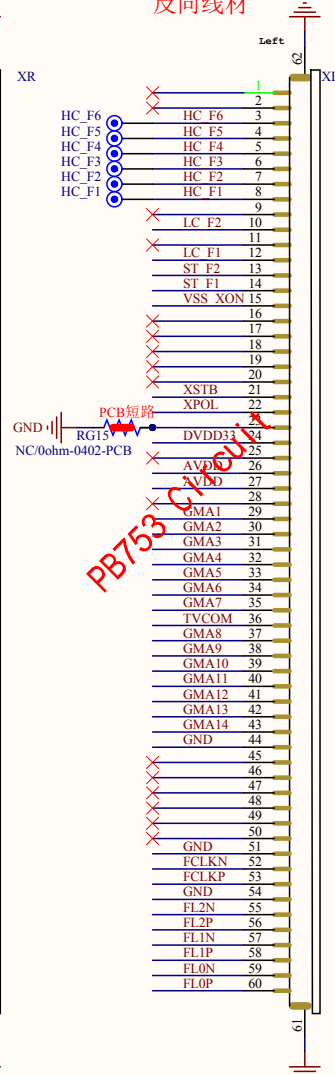 反向线材
Left
62
XR
XI
1
2
HC_F6 HC_F6 3
HC_F5 HC_F5 4
HC_F4 HC_F4 5
HC_F3 HC_F3 6
HC_F2 HC_F2 7
HC_F1 HC_F1 8
9
LC_F2 10
11
LC_F1 12
ST_F2 13
ST_F1 14
VSS_XON 15
16
17
18
19
20
XSTB 21
PCB短路 XPOL 22
GND 23
RG15 DVDD33 24
NC/0ohm-0402-PCB 25
AVDD 26
AVDD 27
28
GMA1 29
GMA2 30
GMA3 31
GMA4 32
GMA5 33
GMA6 34
GMA7 35
TVCOM 36
GMA8 37
GMA9 38
GMA10 39
GMA11 40
GMA12 41
GMA13 42
GMA14 43
GND 44
45
46
47
48
49
50
GND 51
FCLKN 52
FCLKP 53
GND 54
FL2N 55
FL2P 56
FL1N 57
FL1P 58
FL0N 59
FL0P 60
61
PB753 Circuit